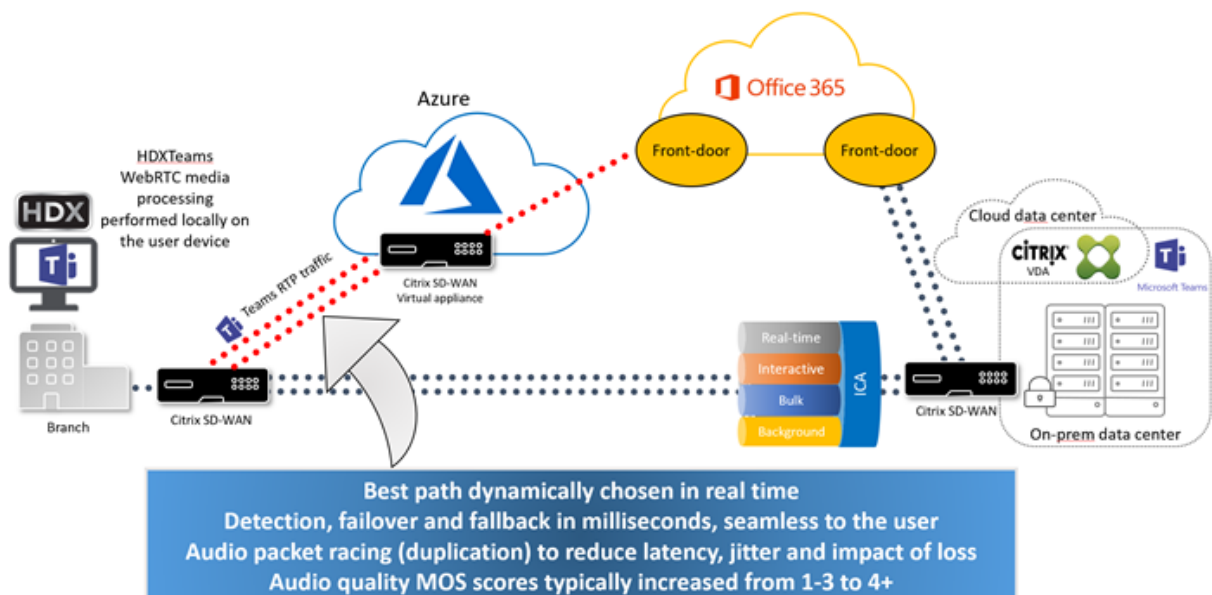 Office 365
Azure
Front-door
Front-door
HDXTeams
WebRTC media
processing
performed locally on
the user device
HDX
Cloud data center
CİTRIX
VDA
Microsoft Teams
Teams RTP traffic
Citrix SD-WAN
Virtual appliance
Real-time
Interactive
Bulk
Background
ICA
Branch
Citrix SD-WAN
Citrix SD-WAN
On-prem data center
Best path dynamically chosen in real time
Detection, failover and fallback in milliseconds, seamless to the user
Audio packet racing (duplication) to reduce latency, jitter and impact of loss
Audio quality MOS scores typically increased from 1-3 to 4+